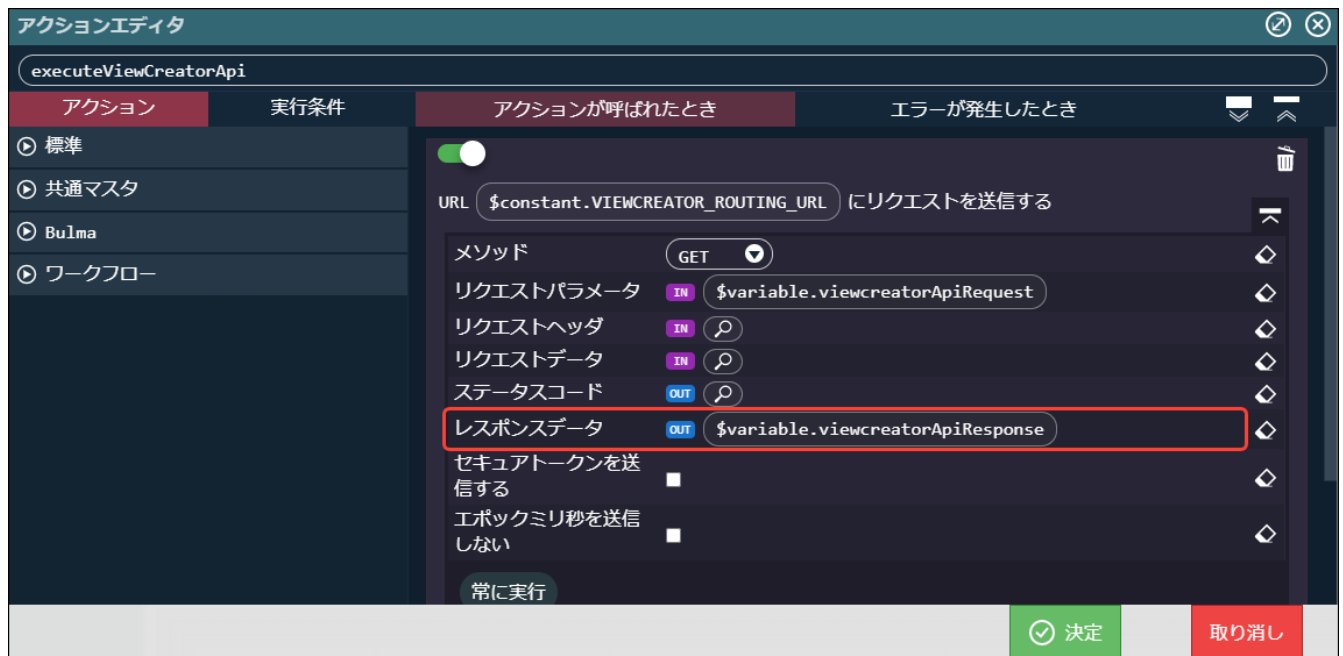 アクションエディタ
executeViewCreatorApi
アクション 実行条件 アクションが呼ばれたとき エラーが発生したとき
標準
共通マスタ
Bulma
ワークフロー
URL $constant.VIEWCREATOR_ROUTING_URL にリクエストを送信する
メソッド GET
リクエストパラメータ IN $variable.viewcreatorApiRequest
リクエストヘッダ IN
リクエストデータ IN
ステータスコード OUT
レスポンスデータ OUT $variable.viewcreatorApiResponse
セキュアトークンを送
信する
エポックミリ秒を送信
しない
常に実行
決定 取り消し